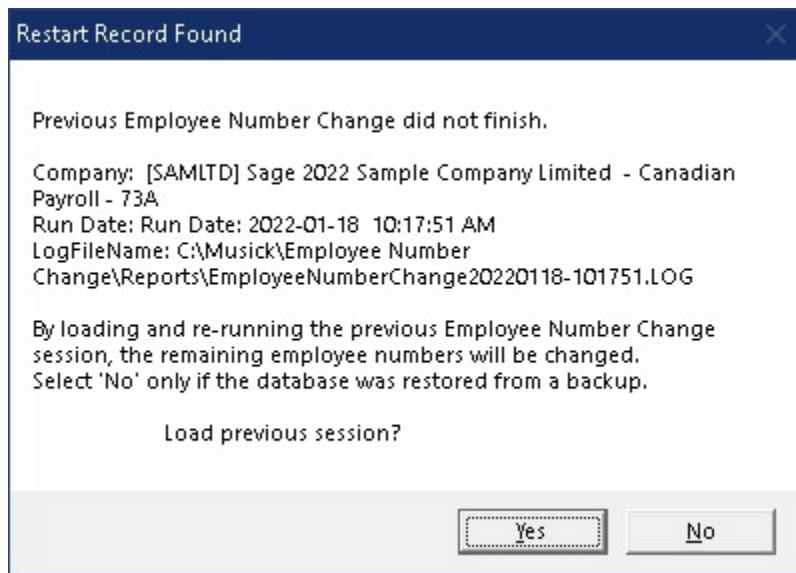 Restart Record Found
Previous Employee Number Change did not finish.
Company:  [SAMLTD] Sage 2022 Sample Company Limited  - Canadian
Payroll - 73A
Run Date: Run Date: 2022-01-18  10:17:51 AM
LogFileName: C:\Musick\Employee Number
Change\Reports\EmployeeNumberChange20220118-101751.LOG
By loading and re-running the previous Employee Number Change
session, the remaining employee numbers will be changed.
Select 'No' only if the database was restored from a backup.
Load previous session?
Yes
No